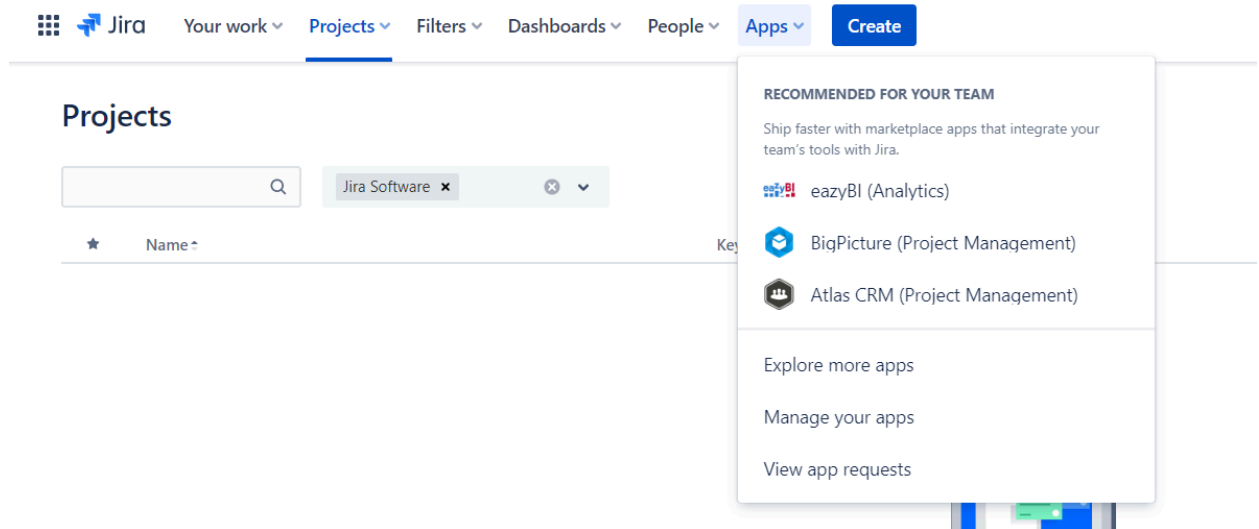 Jira Your work Projects Filters Dashboards People Apps Create
Projects
Jira Software
Name
RECOMMENDED FOR YOUR TEAM
Ship faster with marketplace apps that integrate your
team's tools with Jira.
eazyBI eazyBI (Analytics)
BigPicture (Project Management)
Atlas CRM (Project Management)
Explore more apps
Manage your apps
View app requests